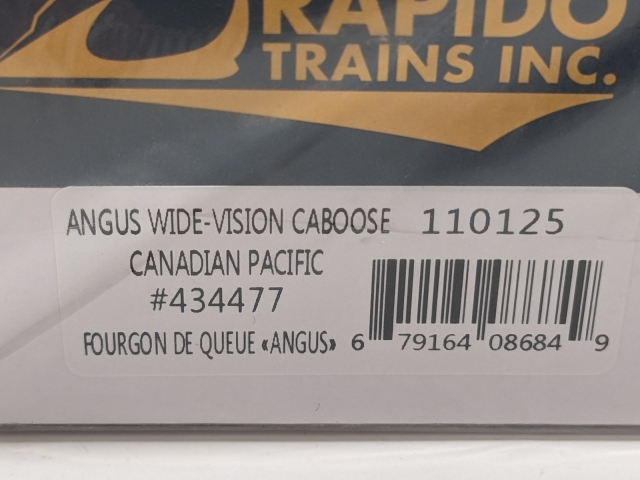 RAPIDO
TRAINS INC.
ANGUS WIDE-VISION CABOOSE 110125
CANADIAN PACIFIC
#434477
FOURGON DE QUEUE «ANGUS» 6 79164 08684 9